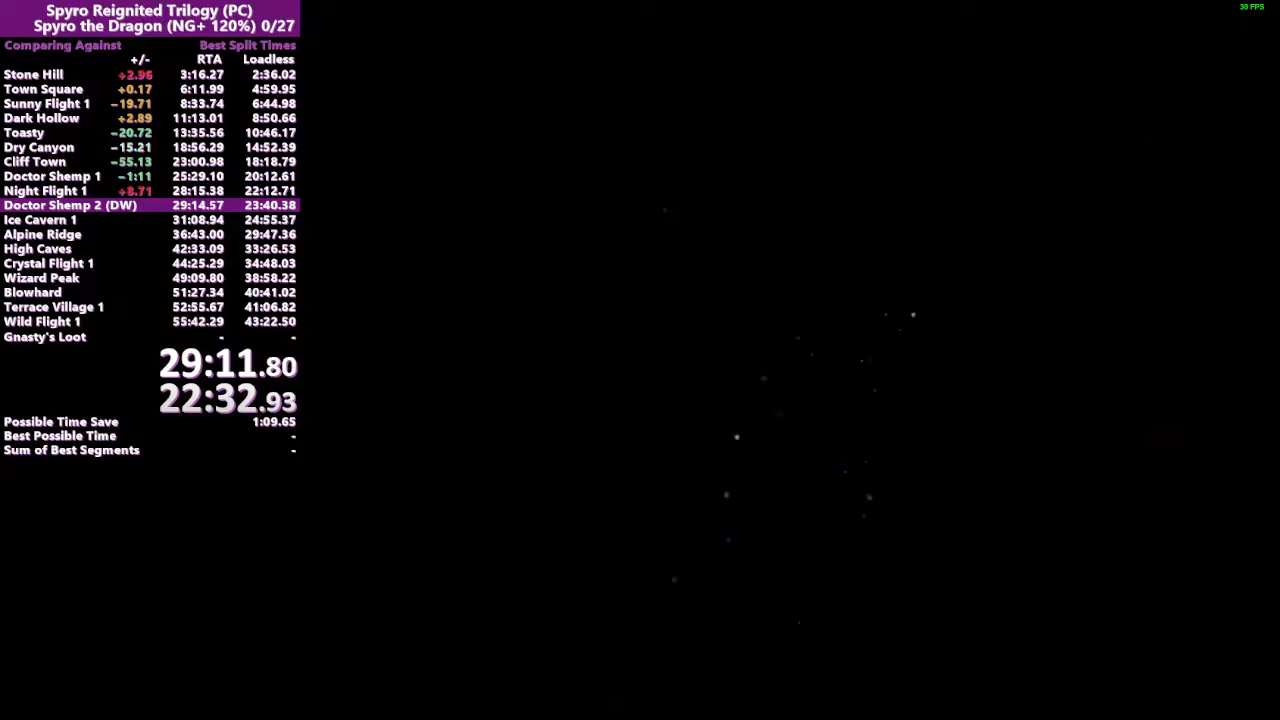 Spyro Reignited Trilogy (PC)
Spyro the Dragon (NG+ 120%) 0/27
Comparing Against Best Split Times
+/- RTA Loadless
Stone Hill +2.96 3:16.27 2:36.02
Town Square +0.17 6:11.99 4:59.95
Sunny Flight 1 −19.71 8:33.74 6:44.98
Dark Hollow +2.89 11:13.01 8:50.66
Toasty −20.72 13:35.56 10:46.17
Dry Canyon −15.21 18:56.29 14:52.39
Cliff Town −55.13 23:00.98 18:18.79
Doctor Shemp 1 −1:11 25:29.10 20:12.61
Night Flight 1 +8.71 28:15.38 22:12.71
Doctor Shemp 2 (DW) 29:14.57 23:40.38
Ice Cavern 1 31:08.94 24:55.37
Alpine Ridge 36:43.00 29:47.36
High Caves 42:33.09 33:26.53
Crystal Flight 1 44:25.29 34:48.03
Wizard Peak 49:09.80 38:58.22
Blowhard 51:27.34 40:41.02
Terrace Village 1 52:55.67 41:06.82
Wild Flight 1 55:42.29 43:22.50
Gnasty's Loot - -
29:11.80
22:32.93
Possible Time Save 1:09.65
Best Possible Time -
Sum of Best Segments -
30 FPS